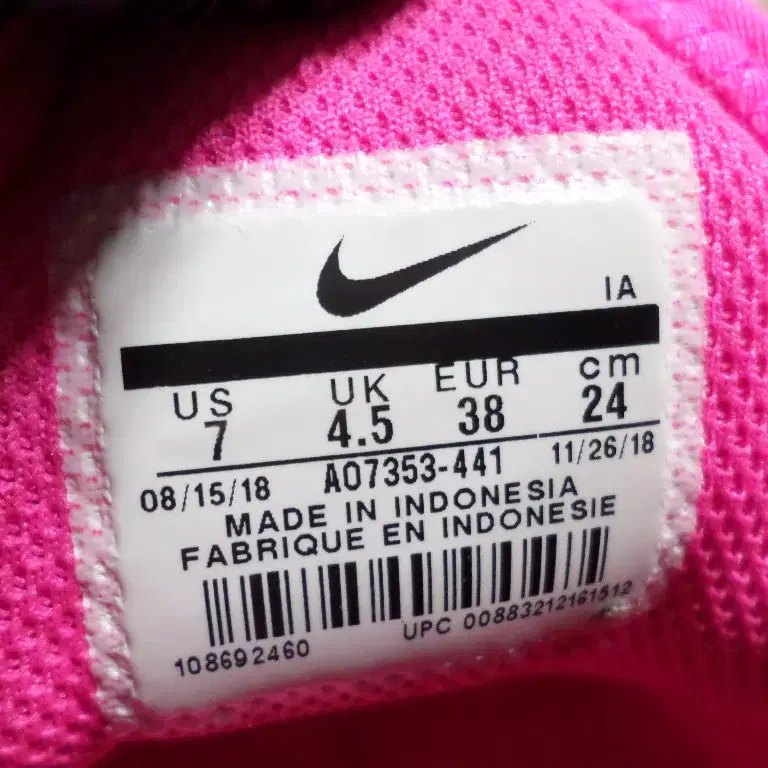 IA
US UK EUR cm
7 4.5 38 24
08/15/18 AO7353-441 11/26/18
MADE IN INDONESIA
FABRIQUE EN INDONESIE
108692460 UPC 00883212161512